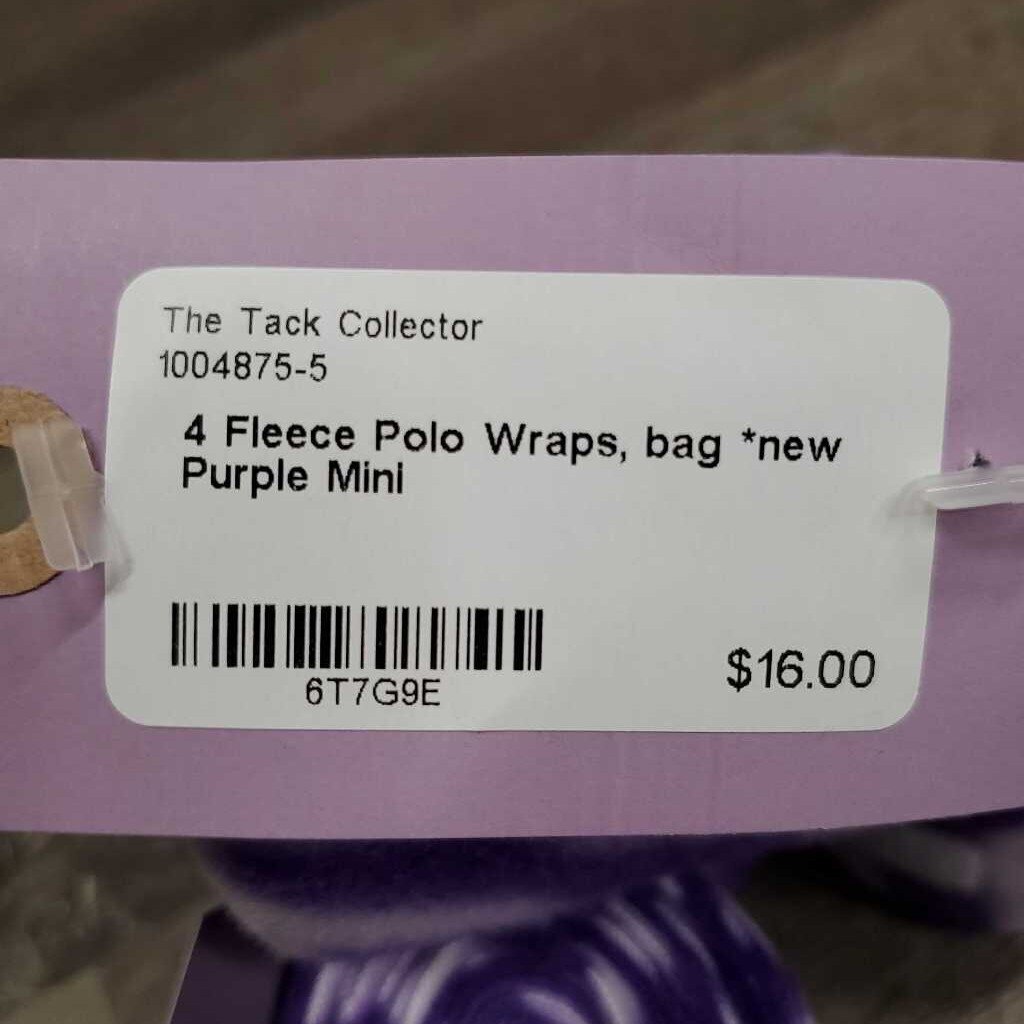 The Tack Collector
1004875-5
4 Fleece Polo Wraps, bag *new
Purple Mini
6T7G9E
$16.00